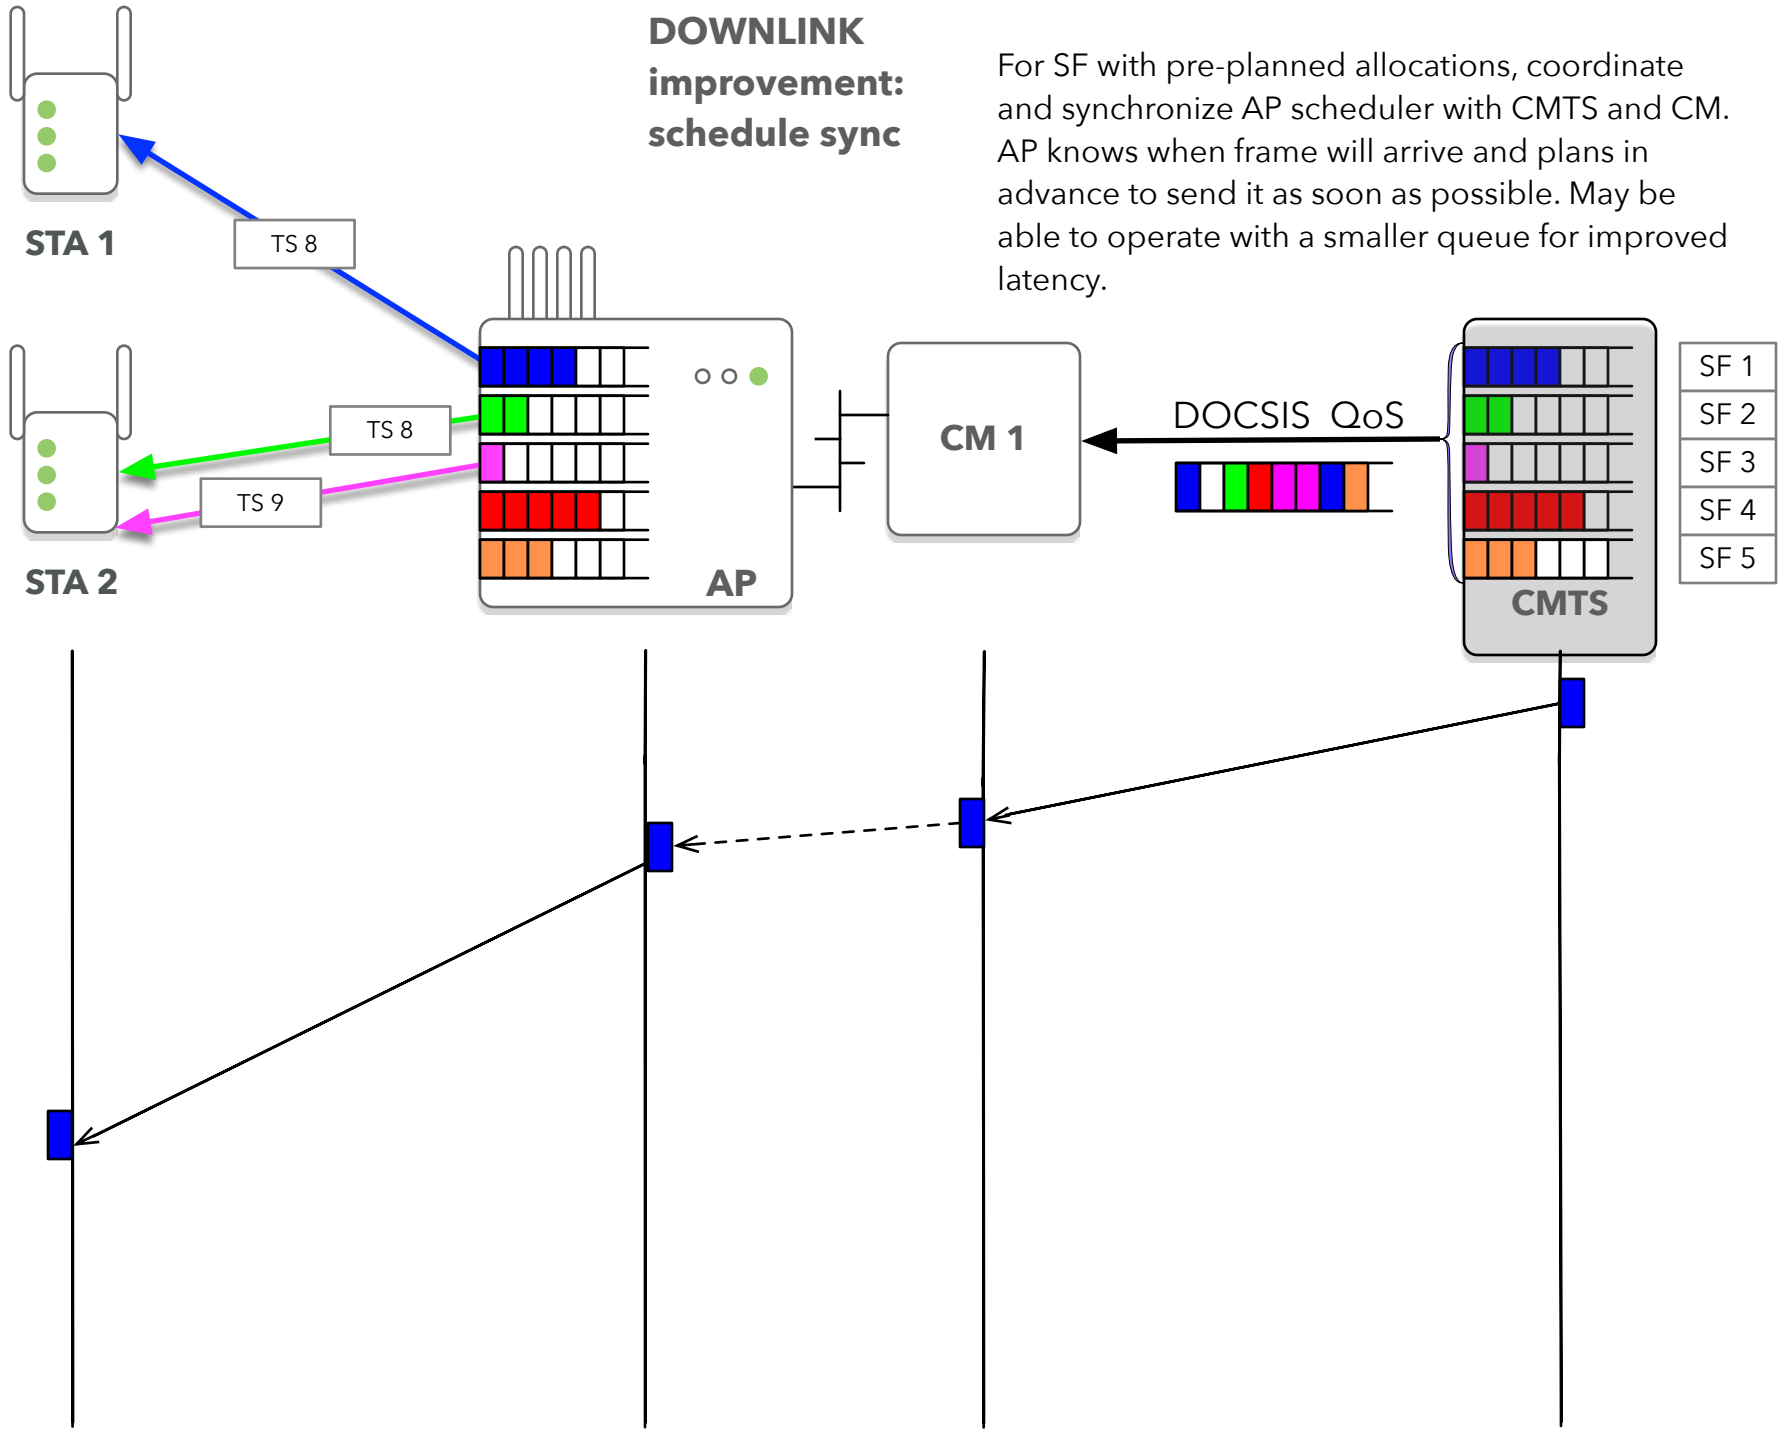 DOWNLINK
improvement:
schedule sync
For SF with pre-planned allocations, coordinate
and synchronize AP scheduler with CMTS and CM.
AP knows when frame will arrive and plans in
advance to send it as soon as possible. May be
able to operate with a smaller queue for improved
latency.
STA 1
TS 8
STA 2
TS 8
TS 9
AP
CM 1
DOCSIS QoS
CMTS
SF 1
SF 2
SF 3
SF 4
SF 5